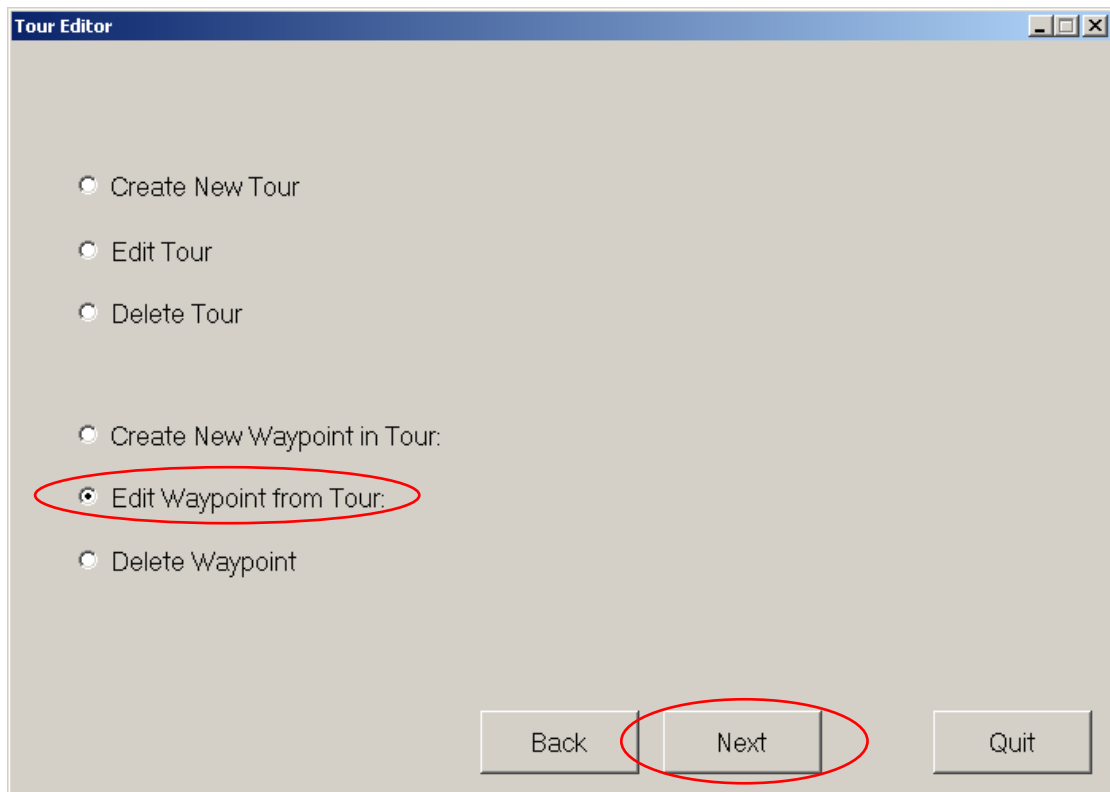 Tour Editor
Create New Tour
Edit Tour
Delete Tour
Create New Waypoint in Tour:
Edit Waypoint from Tour:
Delete Waypoint
Back Next Quit